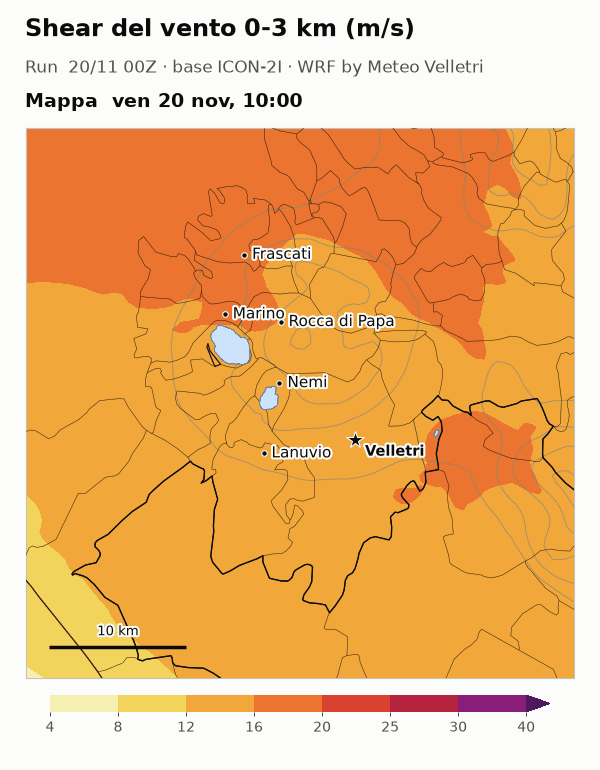 Shear del vento 0-3 km (m/s)
Run  20/11 00Z · base ICON-2I · WRF by Meteo Velletri
Mappa  ven 20 nov, 10:00
Frascati
Marino
Rocca di Papa
Nemi
Velletri
Lanuvio
10 km
4 8 12 16 20 25 30 40